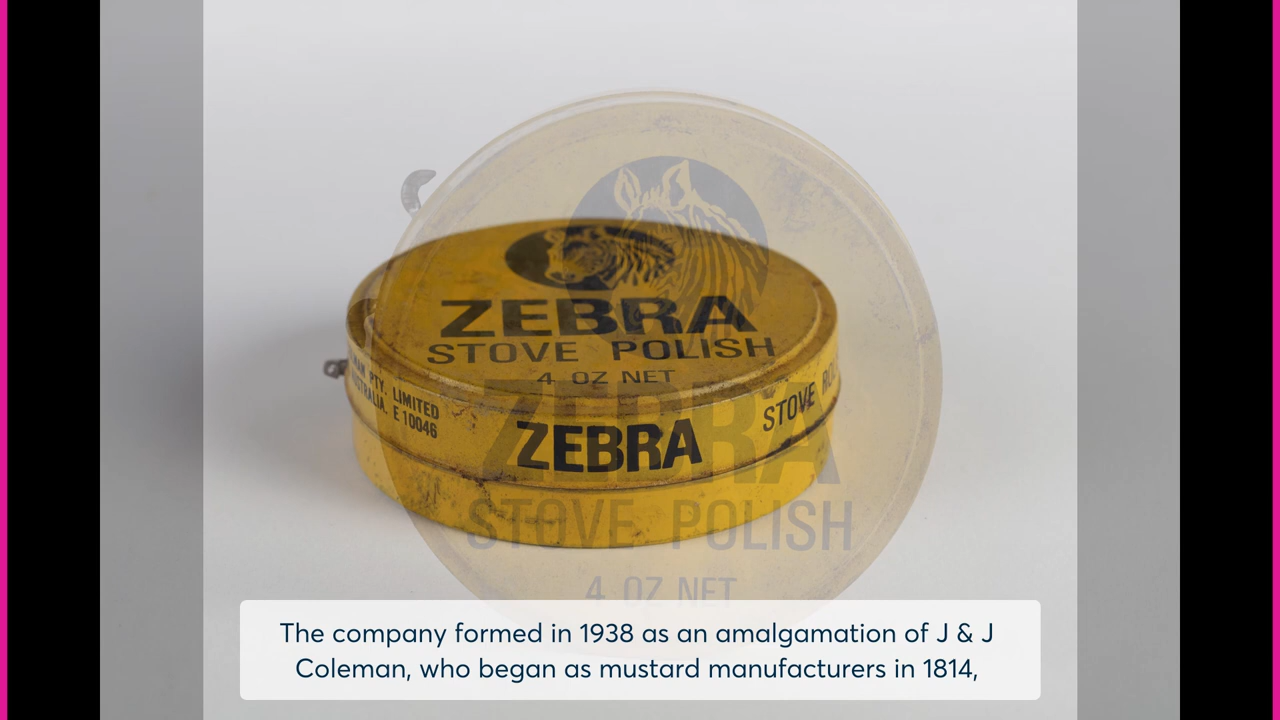 ZEBRA
STOVE POLISH
4 OZ NET
PTY. LIMITED
E 10046
ZEBRA
STOVE
ZEBRA
STOVE POLISH
4 OZ NET
The company formed in 1938 as an amalgamation of J & J
Coleman, who began as mustard manufacturers in 1814,